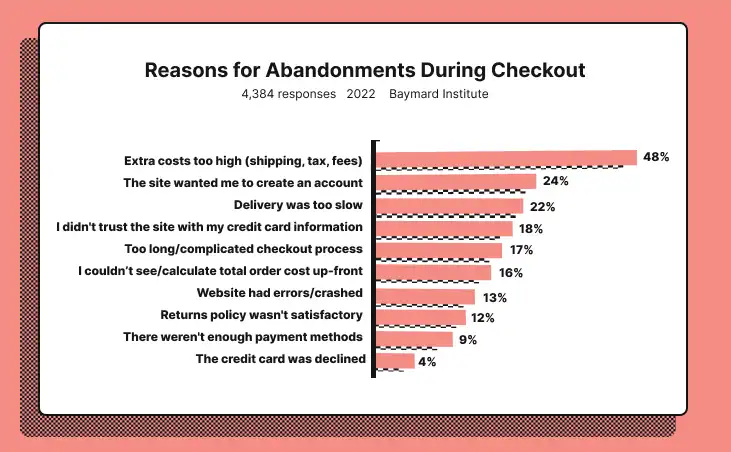 Reasons for Abandonments During Checkout
4,384 responses 2022 Baymard Institute
Extra costs too high (shipping, tax, fees) 48%
The site wanted me to create an account 24%
Delivery was too slow 22%
I didn't trust the site with my credit card information 18%
Too long/complicated checkout process 17%
I couldn’t see/calculate total order cost up-front 16%
Website had errors/crashed 13%
Returns policy wasn't satisfactory 12%
There weren't enough payment methods 9%
The credit card was declined 4%